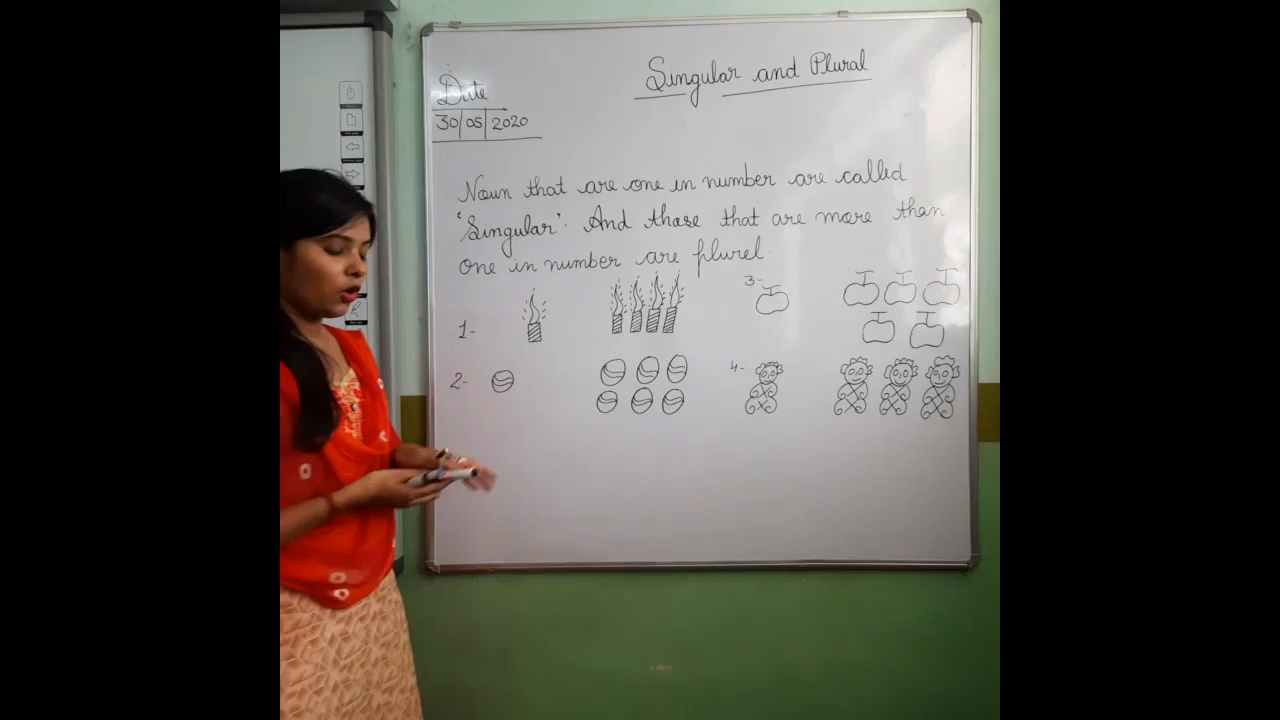 Singular and Plural
Date
30/05/2020
Noun that are one in number are called
'Singular'. And those that are more than
one in number are plurel.
1-
2-
3-
4-